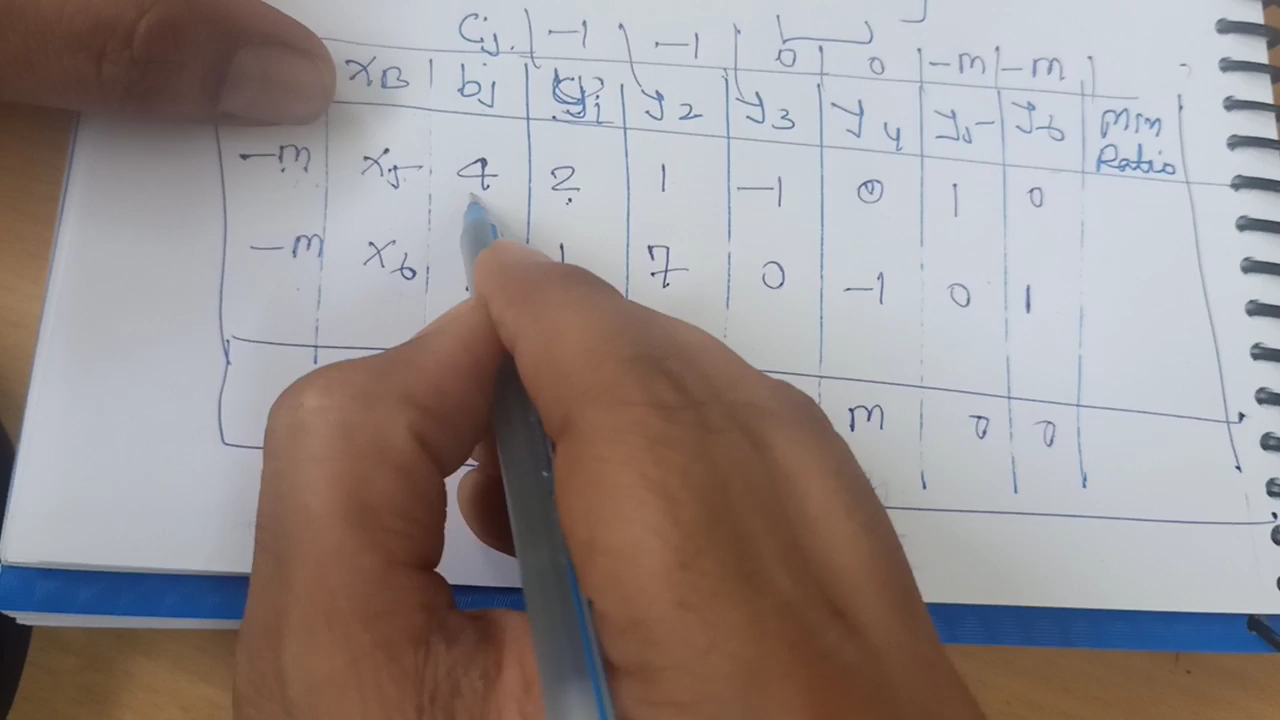 Cj. -1 -1 0 0 -M -M
XB bj y1 y2 y3 y4 y5 y6 Min Ratio
-M x5 4 2 1 -1 0 1 0
-M x6 1 7 0 -1 0 1
M 0 0